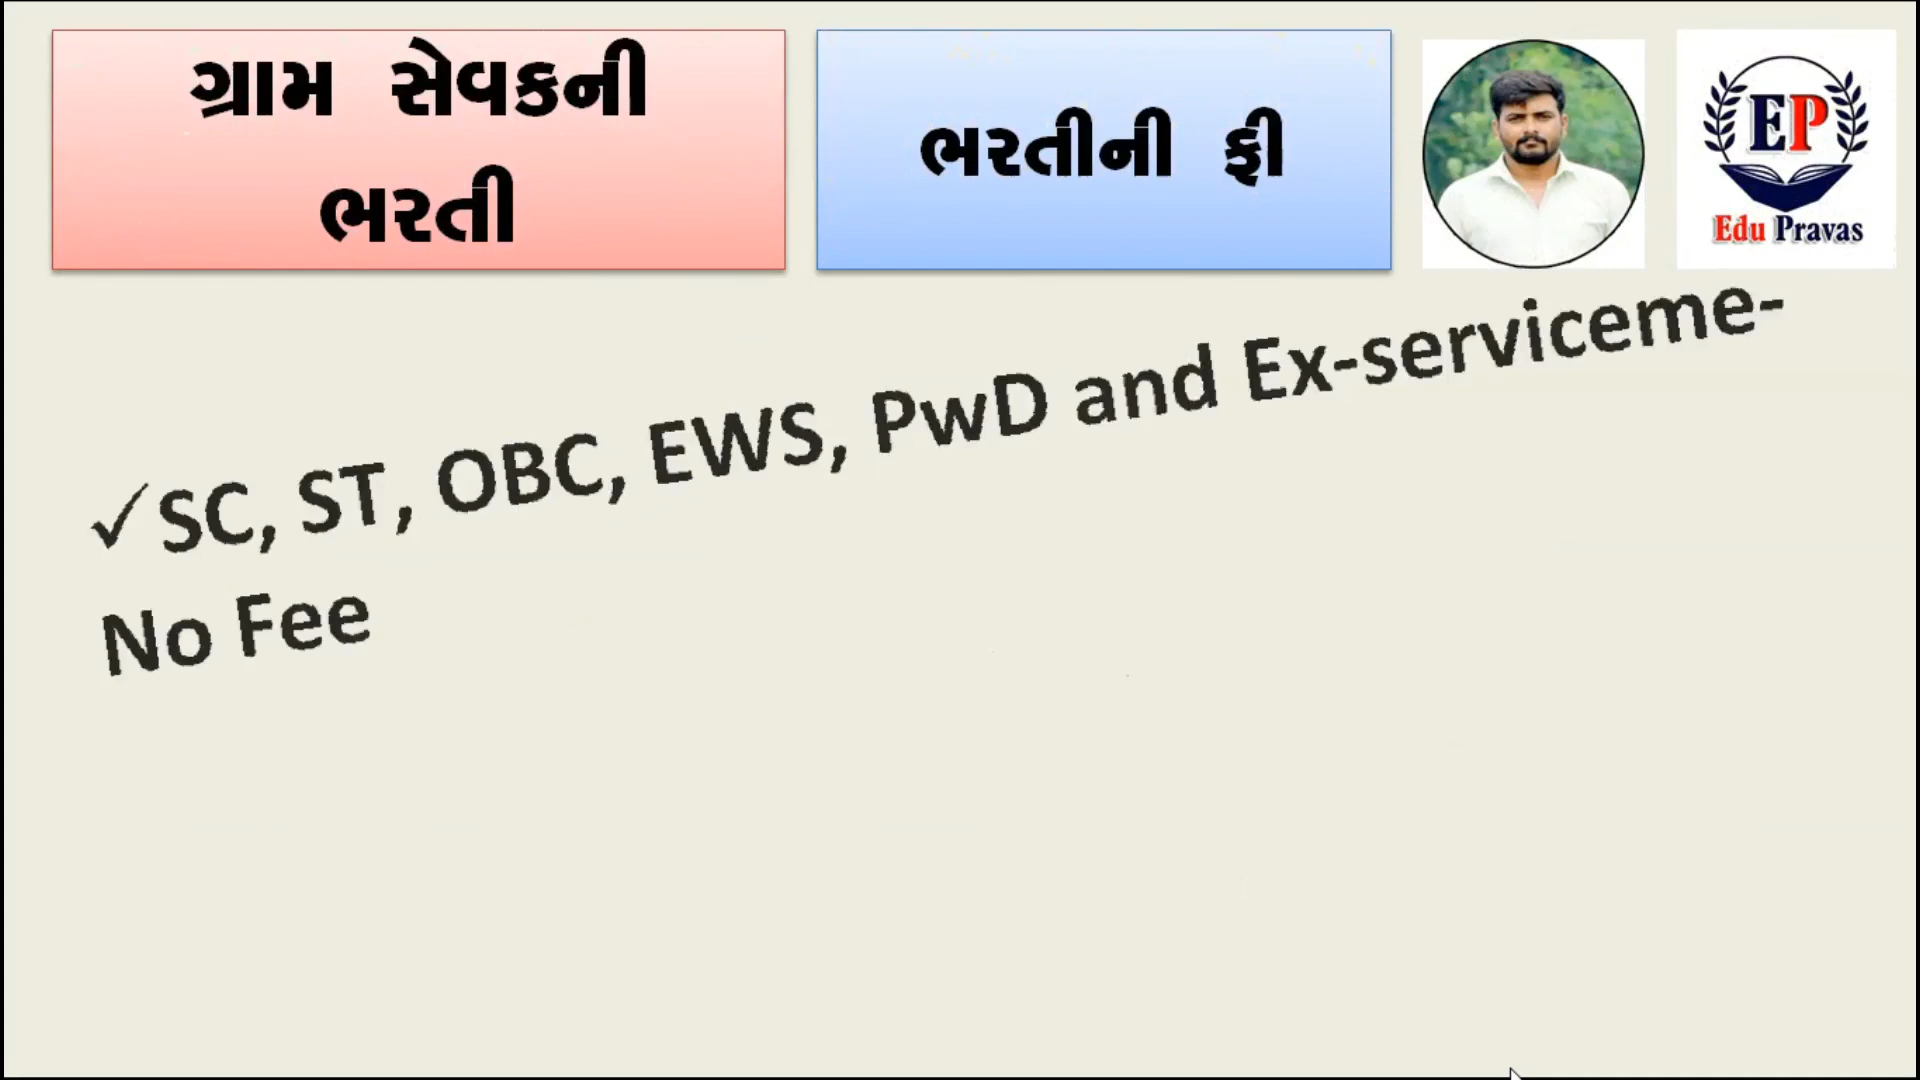 ગ્રામ સેવકની
ભરતી
ભરતીની ફી
EP
Edu Pravas
✓SC, ST, OBC, EWS, PwD and Ex-serviceme-
No Fee